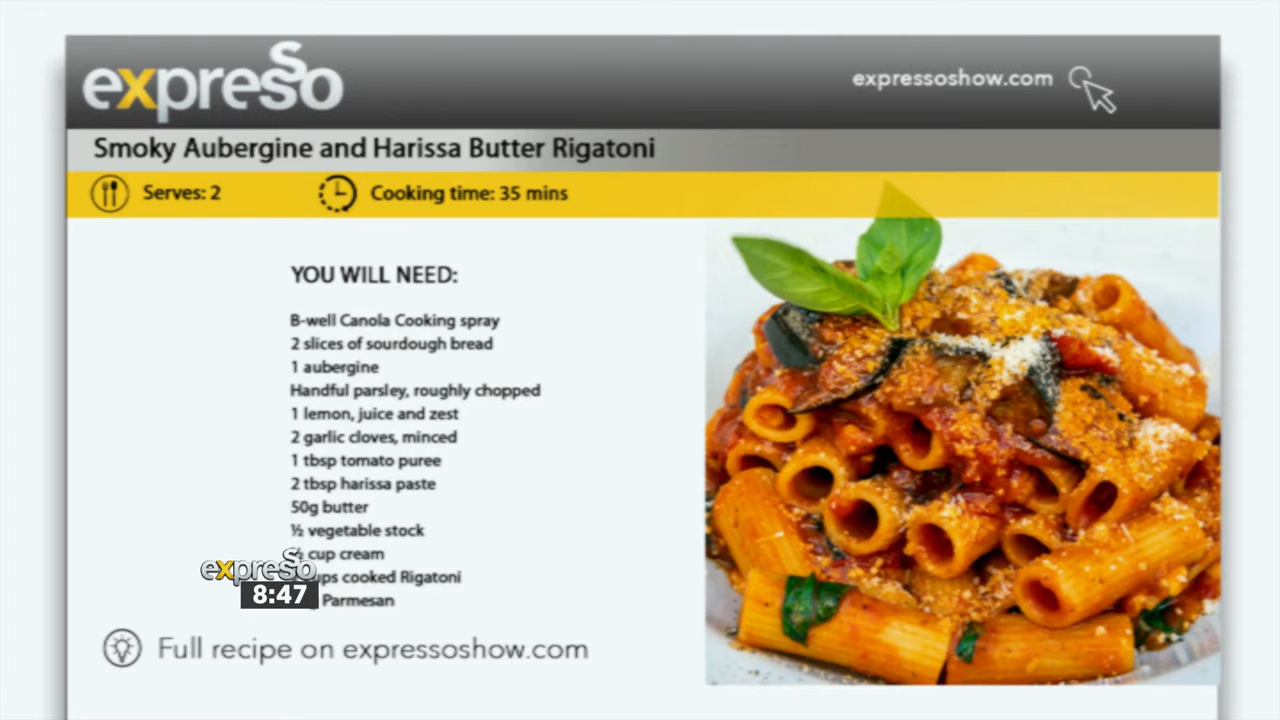 expresso
expressoshow.com
Smoky Aubergine and Harissa Butter Rigatoni
Serves: 2
Cooking time: 35 mins
YOU WILL NEED:
B-well Canola Cooking spray
2 slices of sourdough bread
1 aubergine
Handful parsley, roughly chopped
1 lemon, juice and zest
2 garlic cloves, minced
1 tbsp tomato puree
2 tbsp harissa paste
50g butter
½ vegetable stock
½ cup cream
cooked Rigatoni
Parmesan
expresso
8:47
Full recipe on expressoshow.com